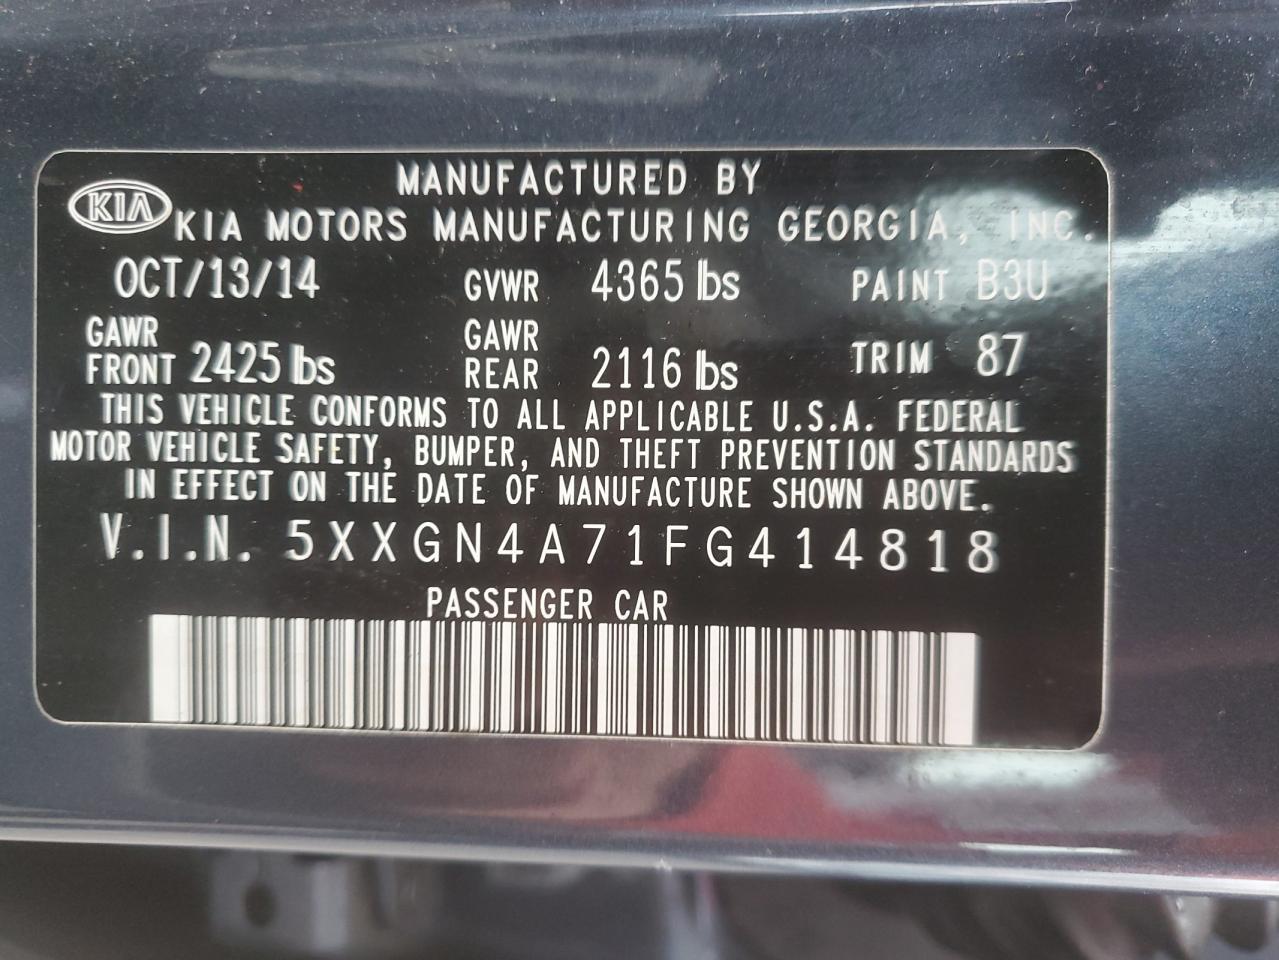 MANUFACTURED BY
KIA KIA MOTORS MANUFACTURING GEORGIA, INC.
OCT/13/14 GVWR 4365 lbs PAINT B3U
GAWR FRONT 2425 lbs GAWR REAR 2116 lbs TRIM 87
THIS VEHICLE CONFORMS TO ALL APPLICABLE U.S.A. FEDERAL
MOTOR VEHICLE SAFETY, BUMPER, AND THEFT PREVENTION STANDARDS
IN EFFECT ON THE DATE OF MANUFACTURE SHOWN ABOVE.
V.I.N. 5XXGN4A71FG414818
PASSENGER CAR